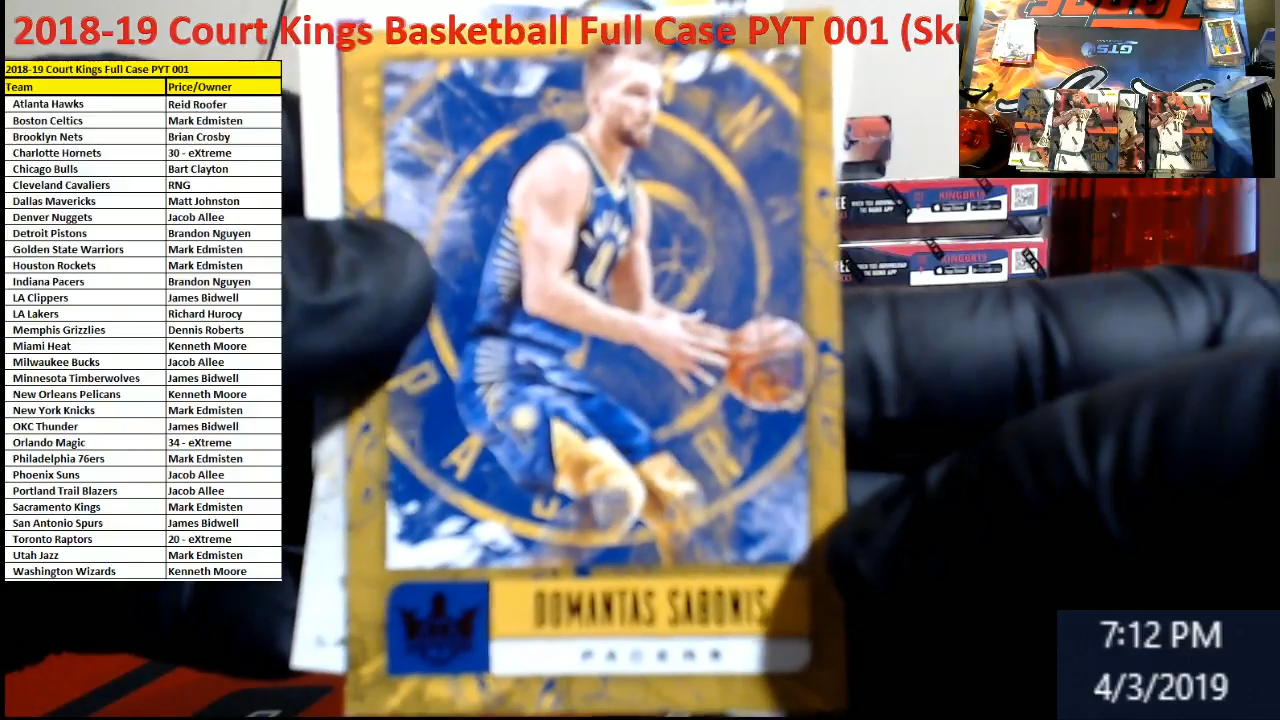 2018-19 Court Kings Basketball Full Case PYT 001 (Sku
2018-19 Court Kings Full Case PYT 001
Team Price/Owner
Atlanta Hawks Reid Roofer
Boston Celtics Mark Edmisten
Brooklyn Nets Brian Crosby
Charlotte Hornets 30 - eXtreme
Chicago Bulls Bart Clayton
Cleveland Cavaliers RNG
Dallas Mavericks Matt Johnston
Denver Nuggets Jacob Allee
Detroit Pistons Brandon Nguyen
Golden State Warriors Mark Edmisten
Houston Rockets Mark Edmisten
Indiana Pacers Brandon Nguyen
LA Clippers James Bidwell
LA Lakers Richard Hurocy
Memphis Grizzlies Dennis Roberts
Miami Heat Kenneth Moore
Milwaukee Bucks Jacob Allee
Minnesota Timberwolves James Bidwell
New Orleans Pelicans Kenneth Moore
New York Knicks Mark Edmisten
OKC Thunder James Bidwell
Orlando Magic 34 - eXtreme
Philadelphia 76ers Mark Edmisten
Phoenix Suns Jacob Allee
Portland Trail Blazers Jacob Allee
Sacramento Kings Mark Edmisten
San Antonio Spurs James Bidwell
Toronto Raptors 20 - eXtreme
Utah Jazz Mark Edmisten
Washington Wizards Kenneth Moore
DOMANTAS SABONIS
PACERS
GTS
KINGBK18
KINGBK18
7:12 PM
4/3/2019